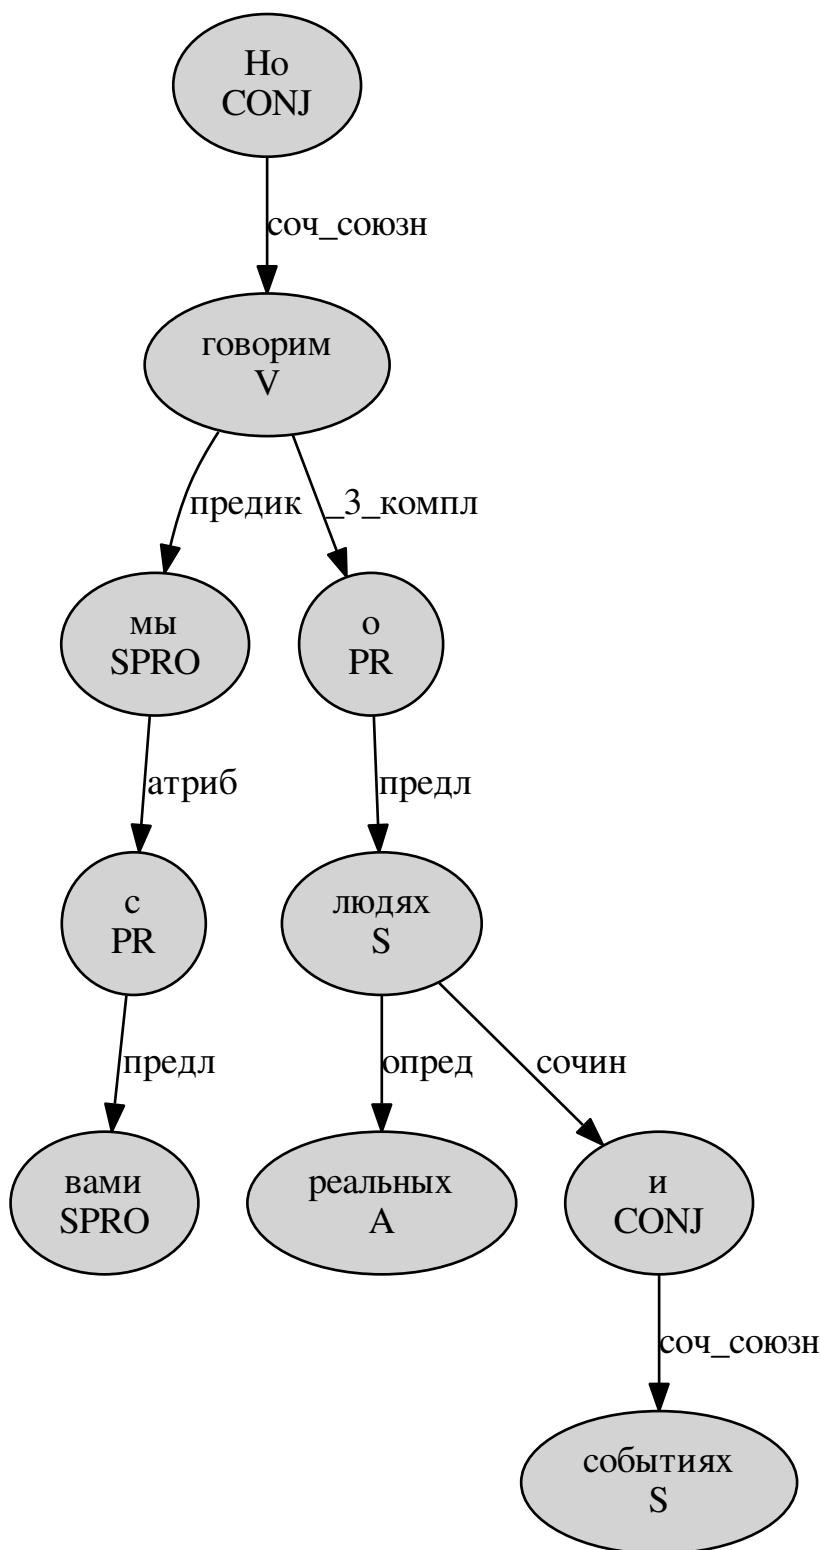 Но
CONJ
соч_союзн
говорим
V
предик
_3_компл
мы
SPRO
о
PR
атриб
предл
с
PR
людях
S
предл
опред
сочин
вами
SPRO
реальных
A
и
CONJ
соч_союзн
событиях
S